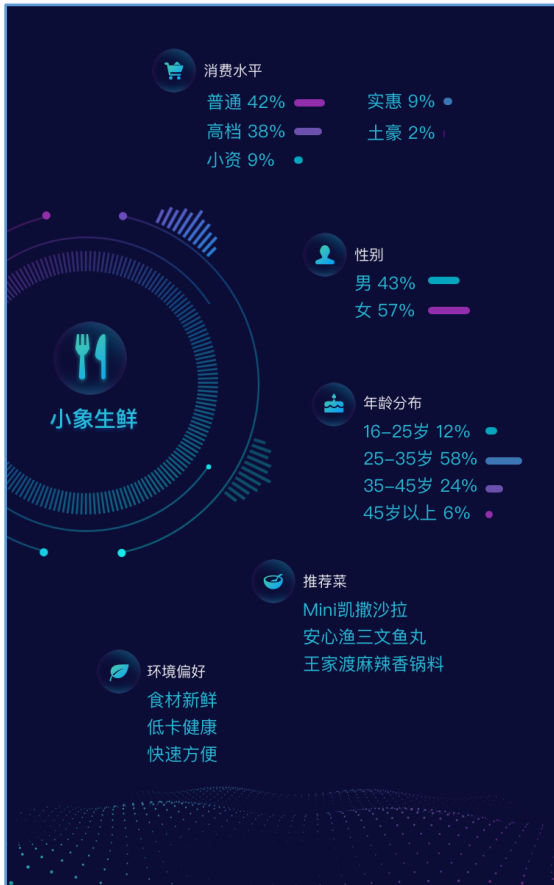 消费水平
普通 42%
实惠 9%
高档 38%
土豪 2%
小资 9%
性别
男 43%
女 57%
小象生鲜
年龄分布
16-25岁 12%
25-35岁 58%
35-45岁 24%
45岁以上 6%
推荐菜
Mini凯撒沙拉
安心渔三文鱼丸
王家渡麻辣香锅料
环境偏好
食材新鲜
低卡健康
快速方便